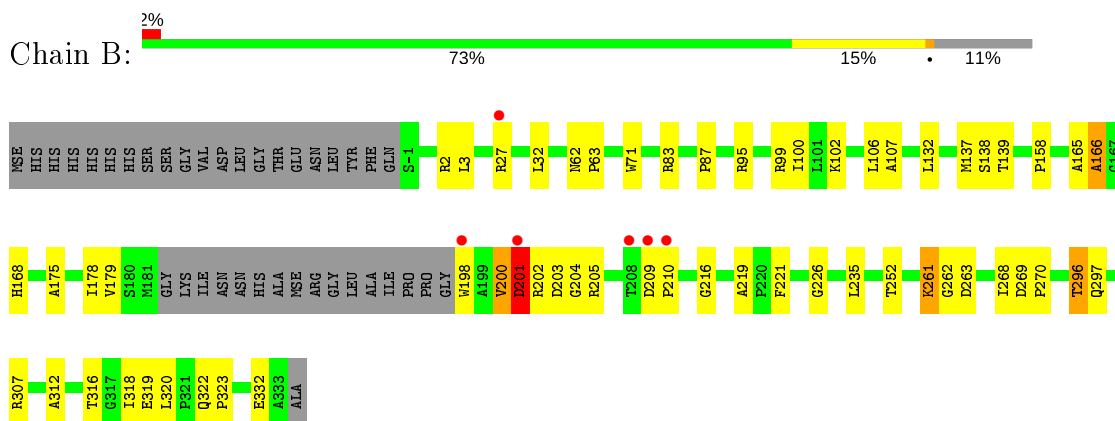 2%
Chain B:
73% 15% • 11%
MSE HIS HIS HIS HIS HIS HIS SER SER GLY VAL ASP LEU GLY THR GLU ASN LEU TYR PHE GLN S-1 R2 L3 R27 L32 N62 P63 W71 R83 P87 R95 R99 I100 L101 K102 L106 A107 L132 M137 S138 T139 P158 A165 A166 G167
H168 A175 I178 V179 S180 M181 GLY LYS ILE ASN ASN HIS ALA MSE ARG GLY LEU ALA ILE PRO PRO GLY W198 A199 V200 D201 R202 D203 G204 R205 T208 D209 P210 G216 A219 P220 F221 G226 L235 T252 K261 G262 D263 I268 D269 P270 T296 Q297
R307 A312 T316 G317 I318 E319 L320 P321 Q322 P323 E332 A333 ALA